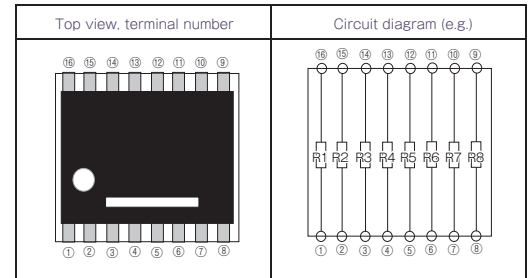 Top view, terminal number
Circuit diagram (e.g.)
⑯ ⑮ ⑭ ⑬ ⑫ ⑪ ⑩ ⑨
① ② ③ ④ ⑤ ⑥ ⑦ ⑧
⑯ ⑮ ⑭ ⑬ ⑫ ⑪ ⑩ ⑨
R1 R2 R3 R4 R5 R6 R7 R8
① ② ③ ④ ⑤ ⑥ ⑦ ⑧